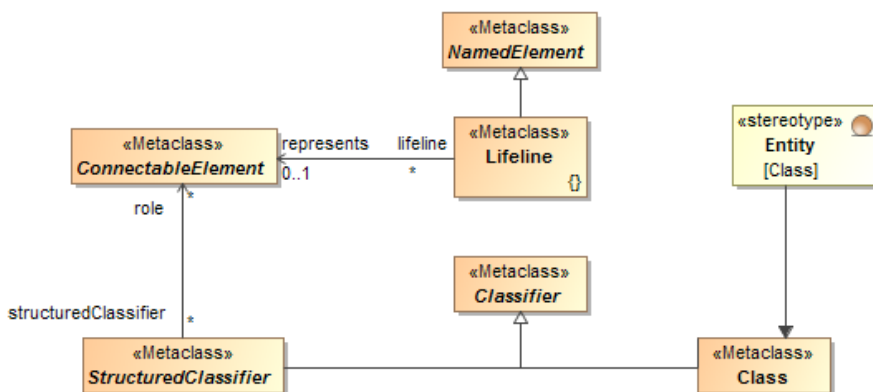 «Metaclass»
NamedElement
«Metaclass»
ConnectableElement
represents
lifeline
0..1
*
«Metaclass»
Lifeline
{}
«stereotype»
Entity
[Class]
*
role
«Metaclass»
Classifier
structuredClassifier
*
«Metaclass»
StructuredClassifier
«Metaclass»
Class